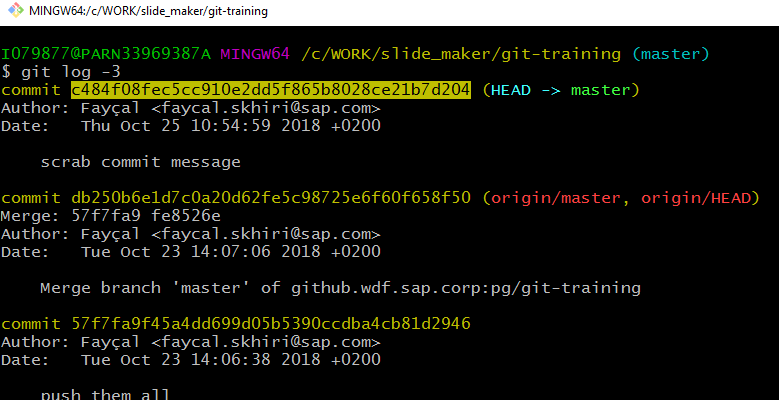 MINGW64:/c/WORK/slide_maker/git-training
I079877@PARN33969387A MINGW64 /c/WORK/slide_maker/git-training (master)
$ git log -3
commit c484f08fec5cc910e2dd5f865b8028ce21b7d204 (HEAD -> master)
Author: Fayçal <faycal.skhiri@sap.com>
Date:   Thu Oct 25 10:54:59 2018 +0200
scrab commit message
commit db250b6e1d7c0a20d62fe5c98725e6f60f658f50 (origin/master, origin/HEAD)
Merge: 57f7fa9 fe8526e
Author: Fayçal <faycal.skhiri@sap.com>
Date:   Tue Oct 23 14:07:06 2018 +0200
Merge branch 'master' of github.wdf.sap.corp:pg/git-training
commit 57f7fa9f45a4dd699d05b5390ccdba4cb81d2946
Author: Fayçal <faycal.skhiri@sap.com>
Date:   Tue Oct 23 14:06:38 2018 +0200
push them all